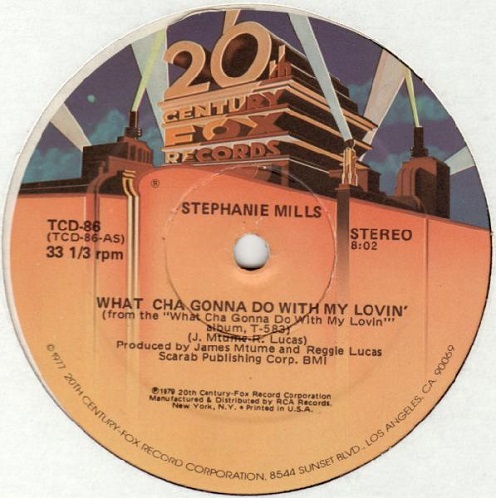 20th
CENTURY
FOX
RECORDS
®
STEPHANIE MILLS
TCD-86
(TCD-86-AS)
33 1/3 rpm
STEREO
8:02
WHAT CHA GONNA DO WITH MY LOVIN'
(from the "What Cha Gonna Do With My Lovin'"
album, T-583)
(J. Mtume-R. Lucas)
Produced by James Mtume and Reggie Lucas
Scarab Publishing Corp. BMI
℗1979 20th Century-Fox Record Corporation
Manufactured & Distributed by RCA Records.
New York, N.Y. • Printed in U.S.A.
©1977 20TH CENTURY-FOX RECORD CORPORATION, 8544 SUNSET BLVD., LOS ANGELES, CA. 90069